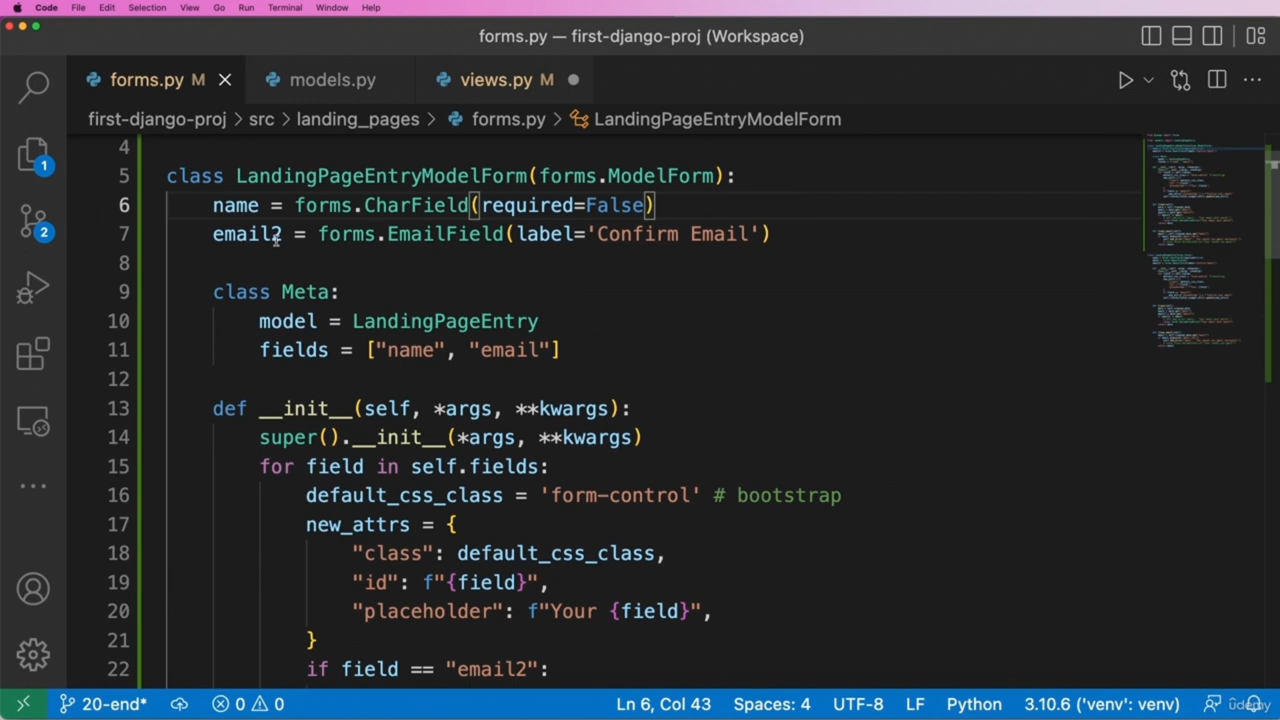 Code File Edit Selection View Go Run Terminal Window Help
forms.py — first-django-proj (Workspace)
forms.py M models.py views.py M
first-django-proj > src > landing_pages > forms.py > LandingPageEntryModelForm
4
5 class LandingPageEntryModelForm(forms.ModelForm):
6 name = forms.CharField(required=False)
7 email2 = forms.EmailField(label='Confirm Email')
8
9 class Meta:
10 model = LandingPageEntry
11 fields = ["name", "email"]
12
13 def __init__(self, *args, **kwargs):
14 super().__init__(*args, **kwargs)
15 for field in self.fields:
16 default_css_class = 'form-control' # bootstrap
17 new_attrs = {
18 "class": default_css_class,
19 "id": f"{field}",
20 "placeholder": f"Your {field}",
21 }
22 if field == "email2":
1
2
20-end* 0 0 Ln 6, Col 43 Spaces: 4 UTF-8 LF Python 3.10.6 ('venv': venv)
udemy